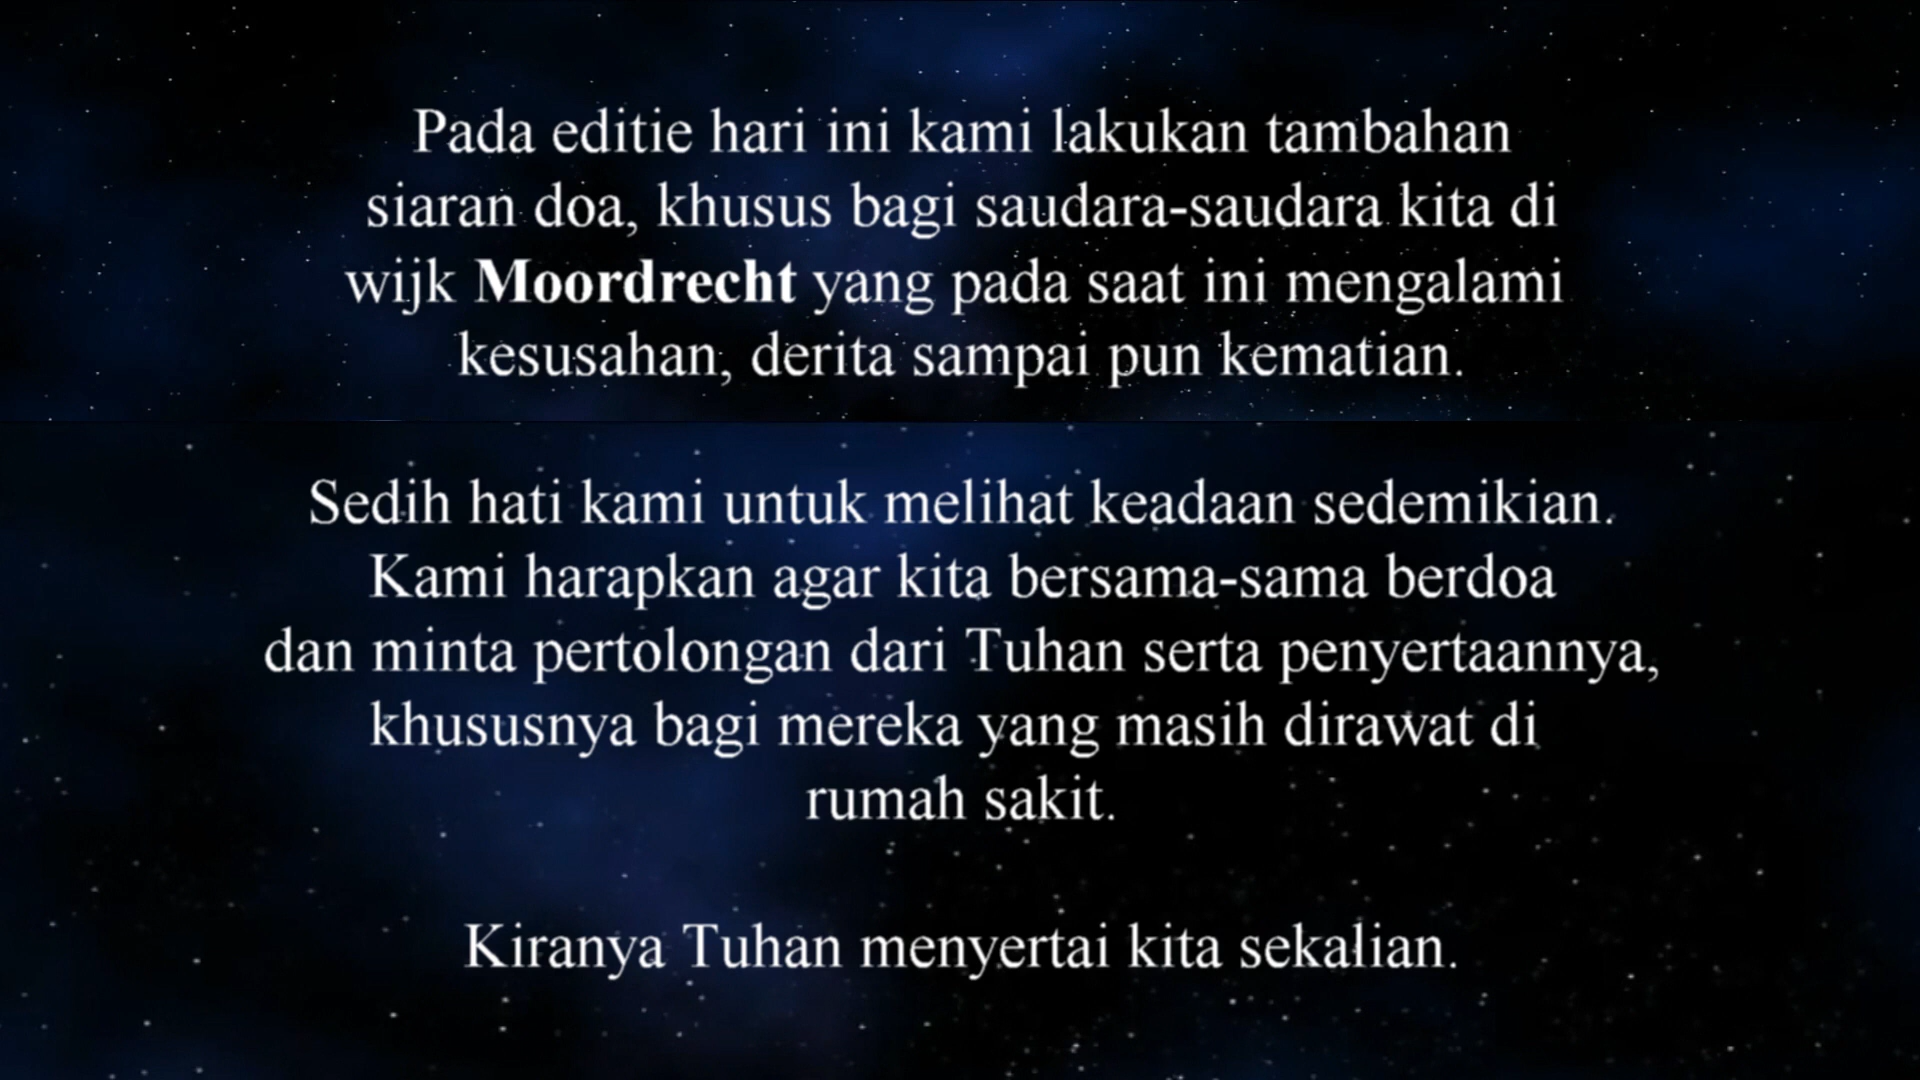 Pada editie hari ini kami lakukan tambahan
siaran doa, khusus bagi saudara-saudara kita di
wijk Moordrecht yang pada saat ini mengalami
kesusahan, derita sampai pun kematian.
Sedih hati kami untuk melihat keadaan sedemikian.
Kami harapkan agar kita bersama-sama berdoa
dan minta pertolongan dari Tuhan serta penyertaannya,
khususnya bagi mereka yang masih dirawat di
rumah sakit.
Kiranya Tuhan menyertai kita sekalian.